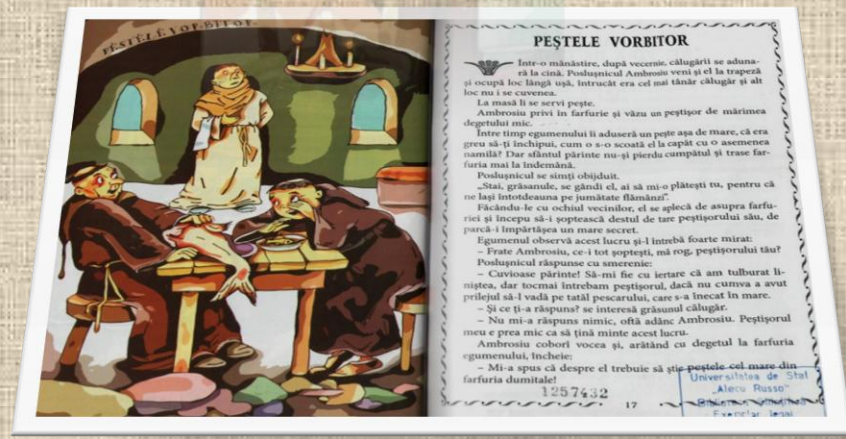 PEȘTELE VORBITOR
PEȘTELE VORBITOR
Într-o mănăstire, după vecernie, călugării se aduna-
ră la cină. Poslușnicul Ambrosiu veni și el la trapeză
și ocupă loc lângă ușă, întrucât era cel mai tânăr călugăr și alt
loc nu i se cuvenea.
La masă li se servi pește.
Ambrosiu privi în farfurie și văzu un peștișor de mărimea
degetului mic.
Între timp egumenului îi aduseră un pește așa de mare, că era
greu să-ți închipui, cum o s-o scoată el la capăt cu o asemenea
namilă? Dar sfântul părinte nu-și pierdu cumpătul și trase far-
furia mai la îndemână.
Poslușnicul se simți obijduit.
„Stai, grăsanule, se gândi el, ai să mi-o plătești tu, pentru că
ne lași întotdeauna pe jumătate flămânzi”.
Făcându-le cu ochiul vecinilor, el se aplecă de asupra farfu-
riei și începu să-i șoptească destul de tare peștișorului său, de
parcă-i împărtășea un mare secret.
Egumenul observă acest lucru și-l întrebă foarte mirat:
– Frate Ambrosiu, ce-i tot șoptești, mă rog, peștișorului tău?
Poslușnicul răspunse cu smerenie:
– Cuvioase părinte! Să-mi fie cu iertare că am tulburat li-
niștea, dar tocmai întrebam peștișorul, dacă nu cumva a avut
prilejul să-l vadă pe tatăl pescarului, care s-a înecat în mare.
– Și ce ți-a răspuns? se interesă grăsunul călugăr.
– Nu mi-a răspuns nimic, oftă adânc Ambrosiu. Peștișorul
meu e prea mic ca să țină minte acest lucru.
Ambrosiu coborî vocea și, arătând cu degetul la farfuria
egumenului, încheie:
– Mi-a spus că despre el trebuie să știe peștele cel mare din
farfuria dumitale!
1257432
17
Universitatea de Stat
„Alecu Russo”
Exemplar legal